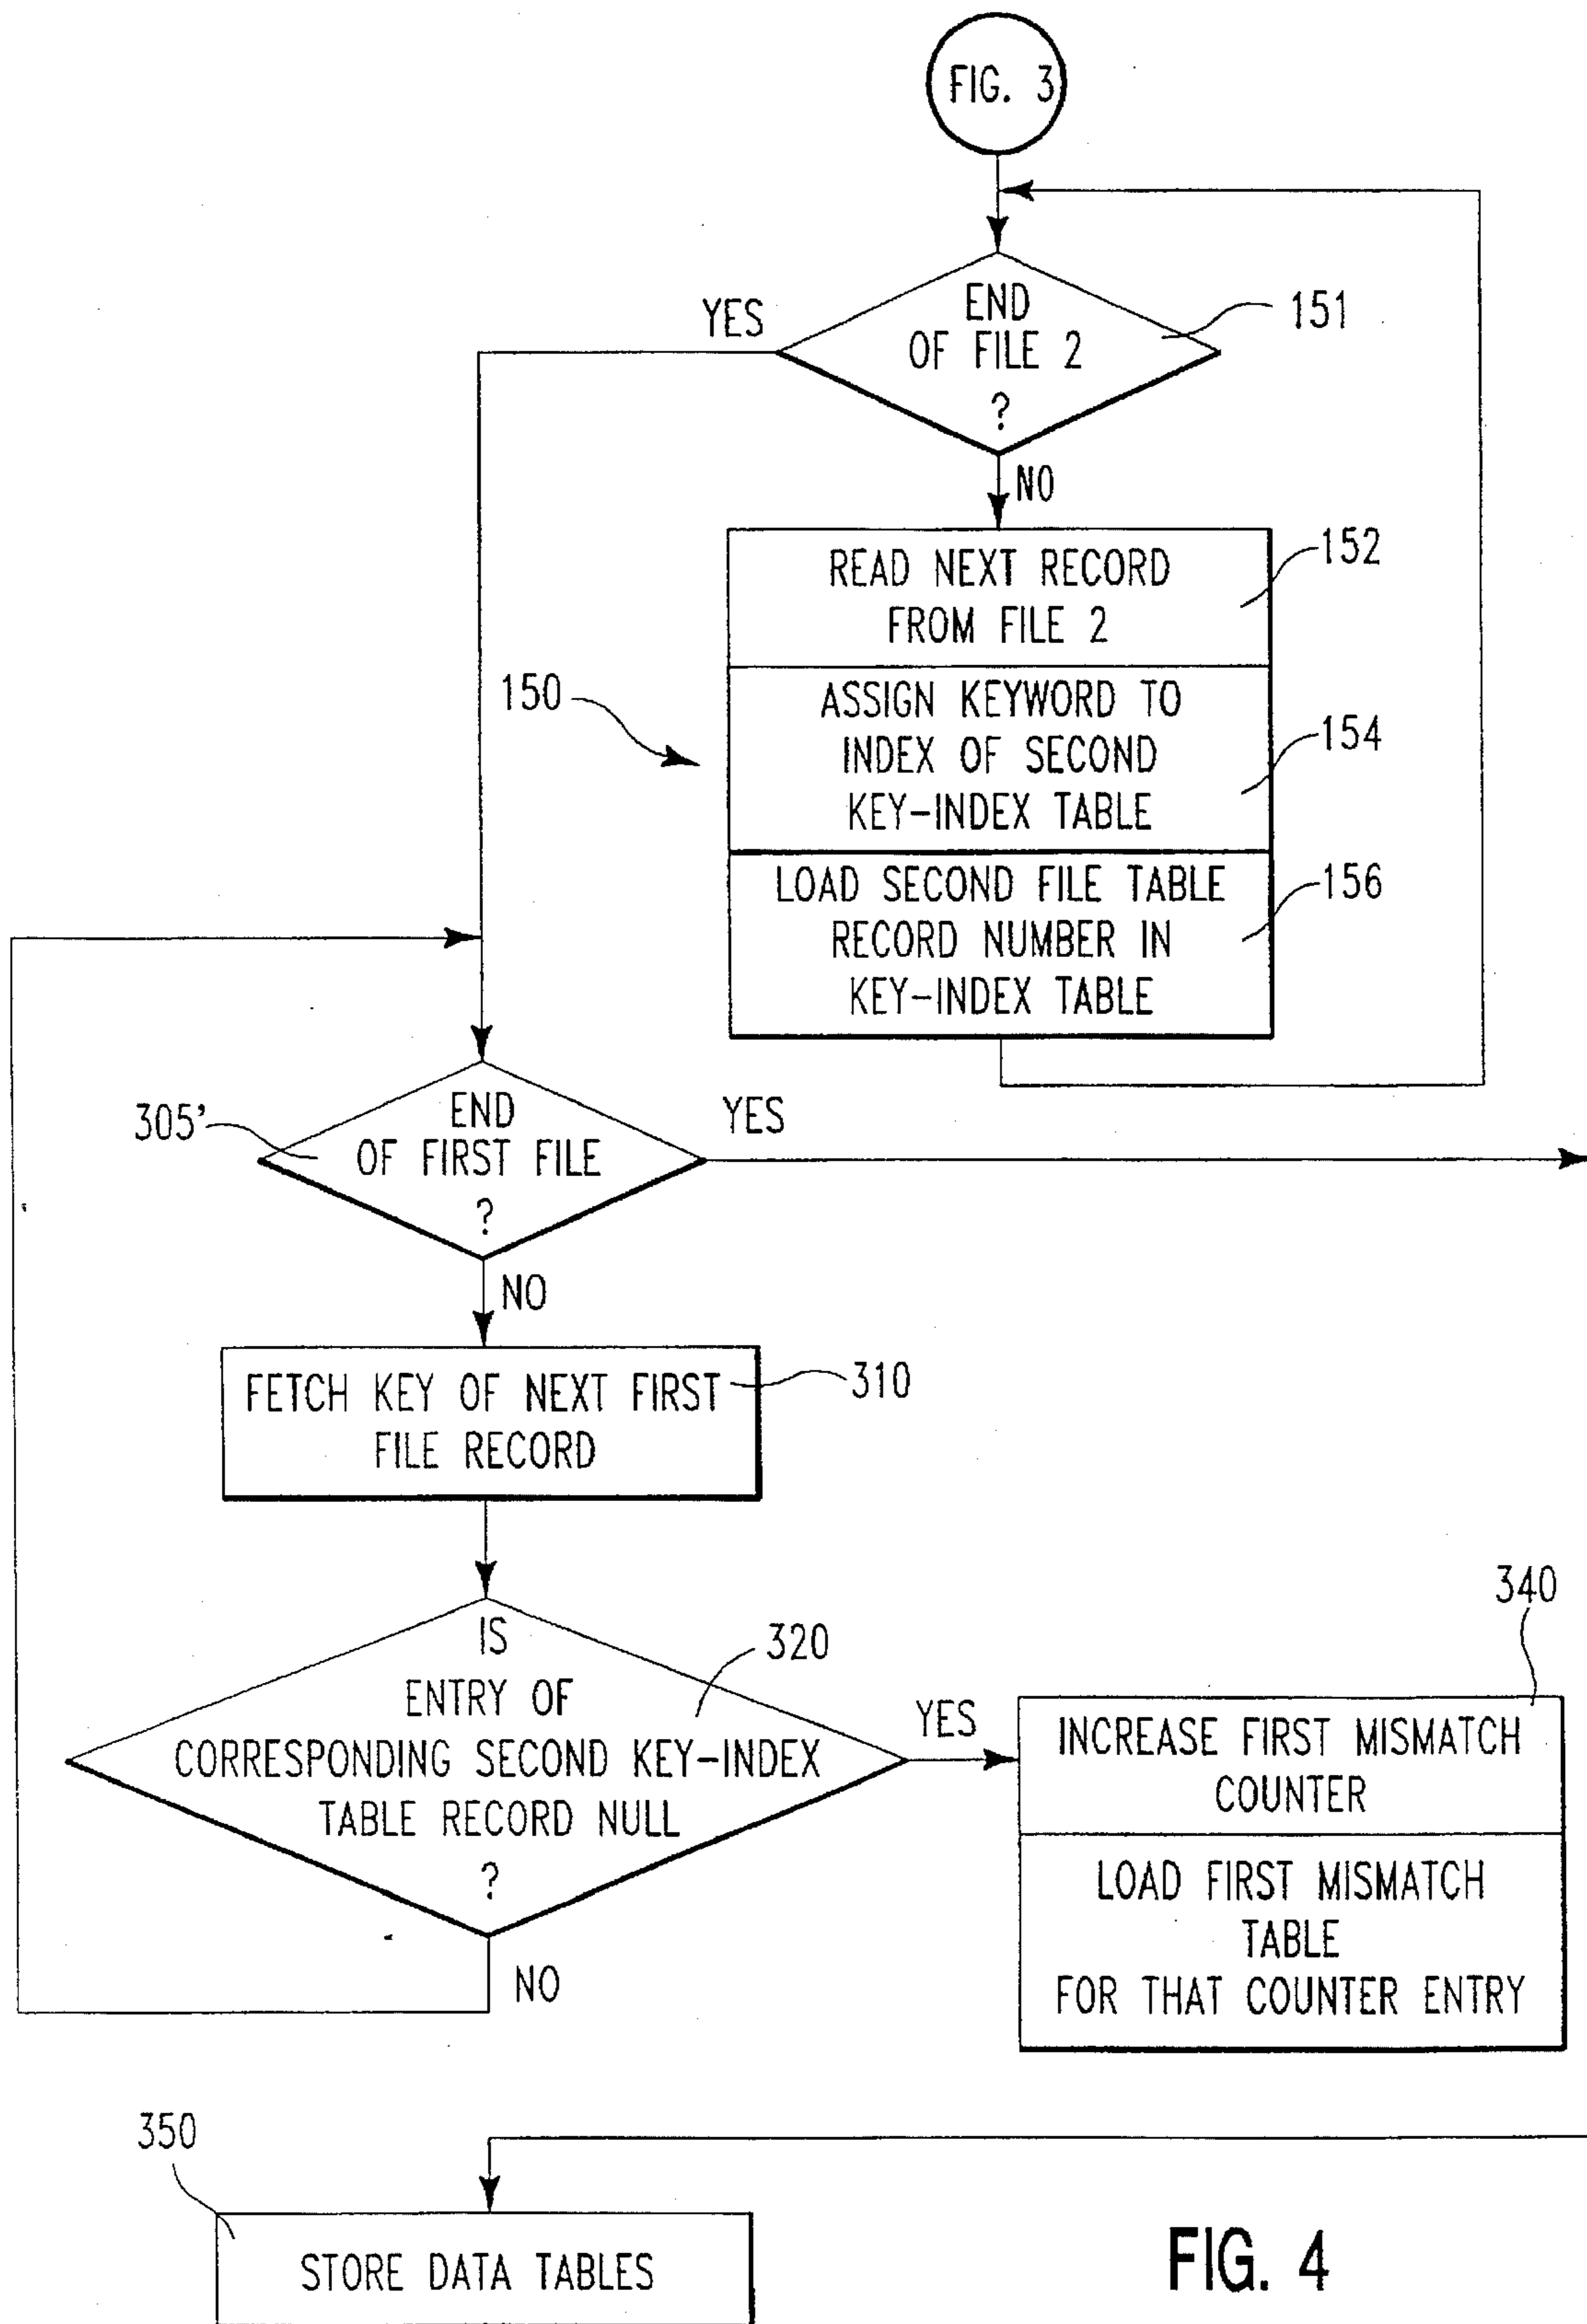 FIG. 3
END
OF FILE 2
?
151
YES
NO
READ NEXT RECORD
FROM FILE 2
152
150
ASSIGN KEYWORD TO
INDEX OF SECOND
KEY-INDEX TABLE
154
LOAD SECOND FILE TABLE
RECORD NUMBER IN
KEY-INDEX TABLE
156
305'
END
OF FIRST FILE
?
YES
NO
FETCH KEY OF NEXT FIRST
FILE RECORD
310
IS
ENTRY OF
CORRESPONDING SECOND KEY-INDEX
TABLE RECORD NULL
?
320
YES
NO
340
INCREASE FIRST MISMATCH
COUNTER
LOAD FIRST MISMATCH
TABLE
FOR THAT COUNTER ENTRY
350
STORE DATA TABLES
FIG. 4